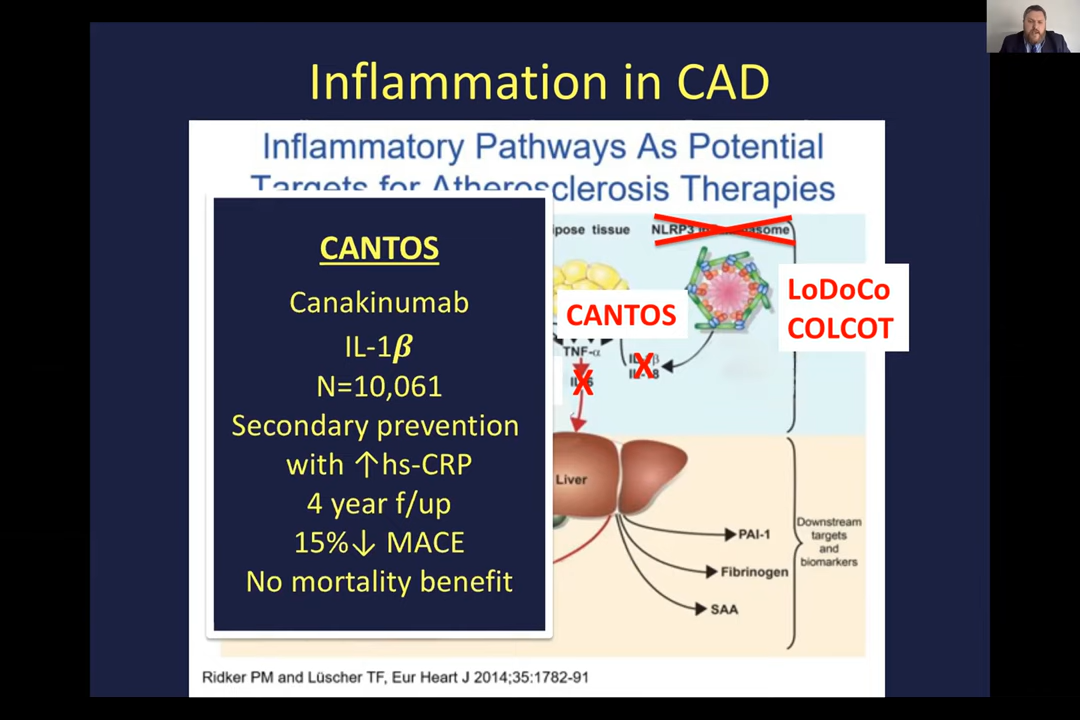 Inflammation in CAD
Inflammatory Pathways As Potential
Targets for Atherosclerosis Therapies
CANTOS
Canakinumab
IL-1β
N=10,061
Secondary prevention
with ↑hs-CRP
4 year f/up
15%↓ MACE
No mortality benefit
tissue
NLRP3
CANTOS
LoDoCo
COLCOT
TNF-α
Liver
PAI-1
Fibrinogen
SAA
Downstream
targets
and
biomarkers
Ridker PM and Lüscher TF, Eur Heart J 2014;35:1782-91